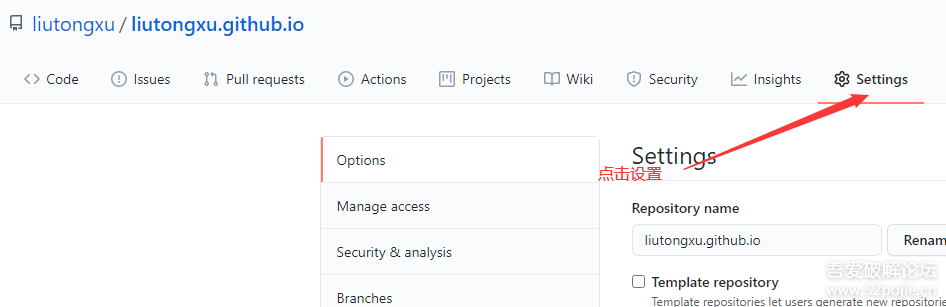 liutongxu / liutongxu.github.io
Code Issues Pull requests Actions Projects Wiki Security Insights Settings
Options
Manage access
Security & analysis
Branches
Settings
点击设置
Repository name
liutongxu.github.io
Renam
Template repository
Template repositories let users generate new repositories
吾爱破解论坛
www.52pojie.cn